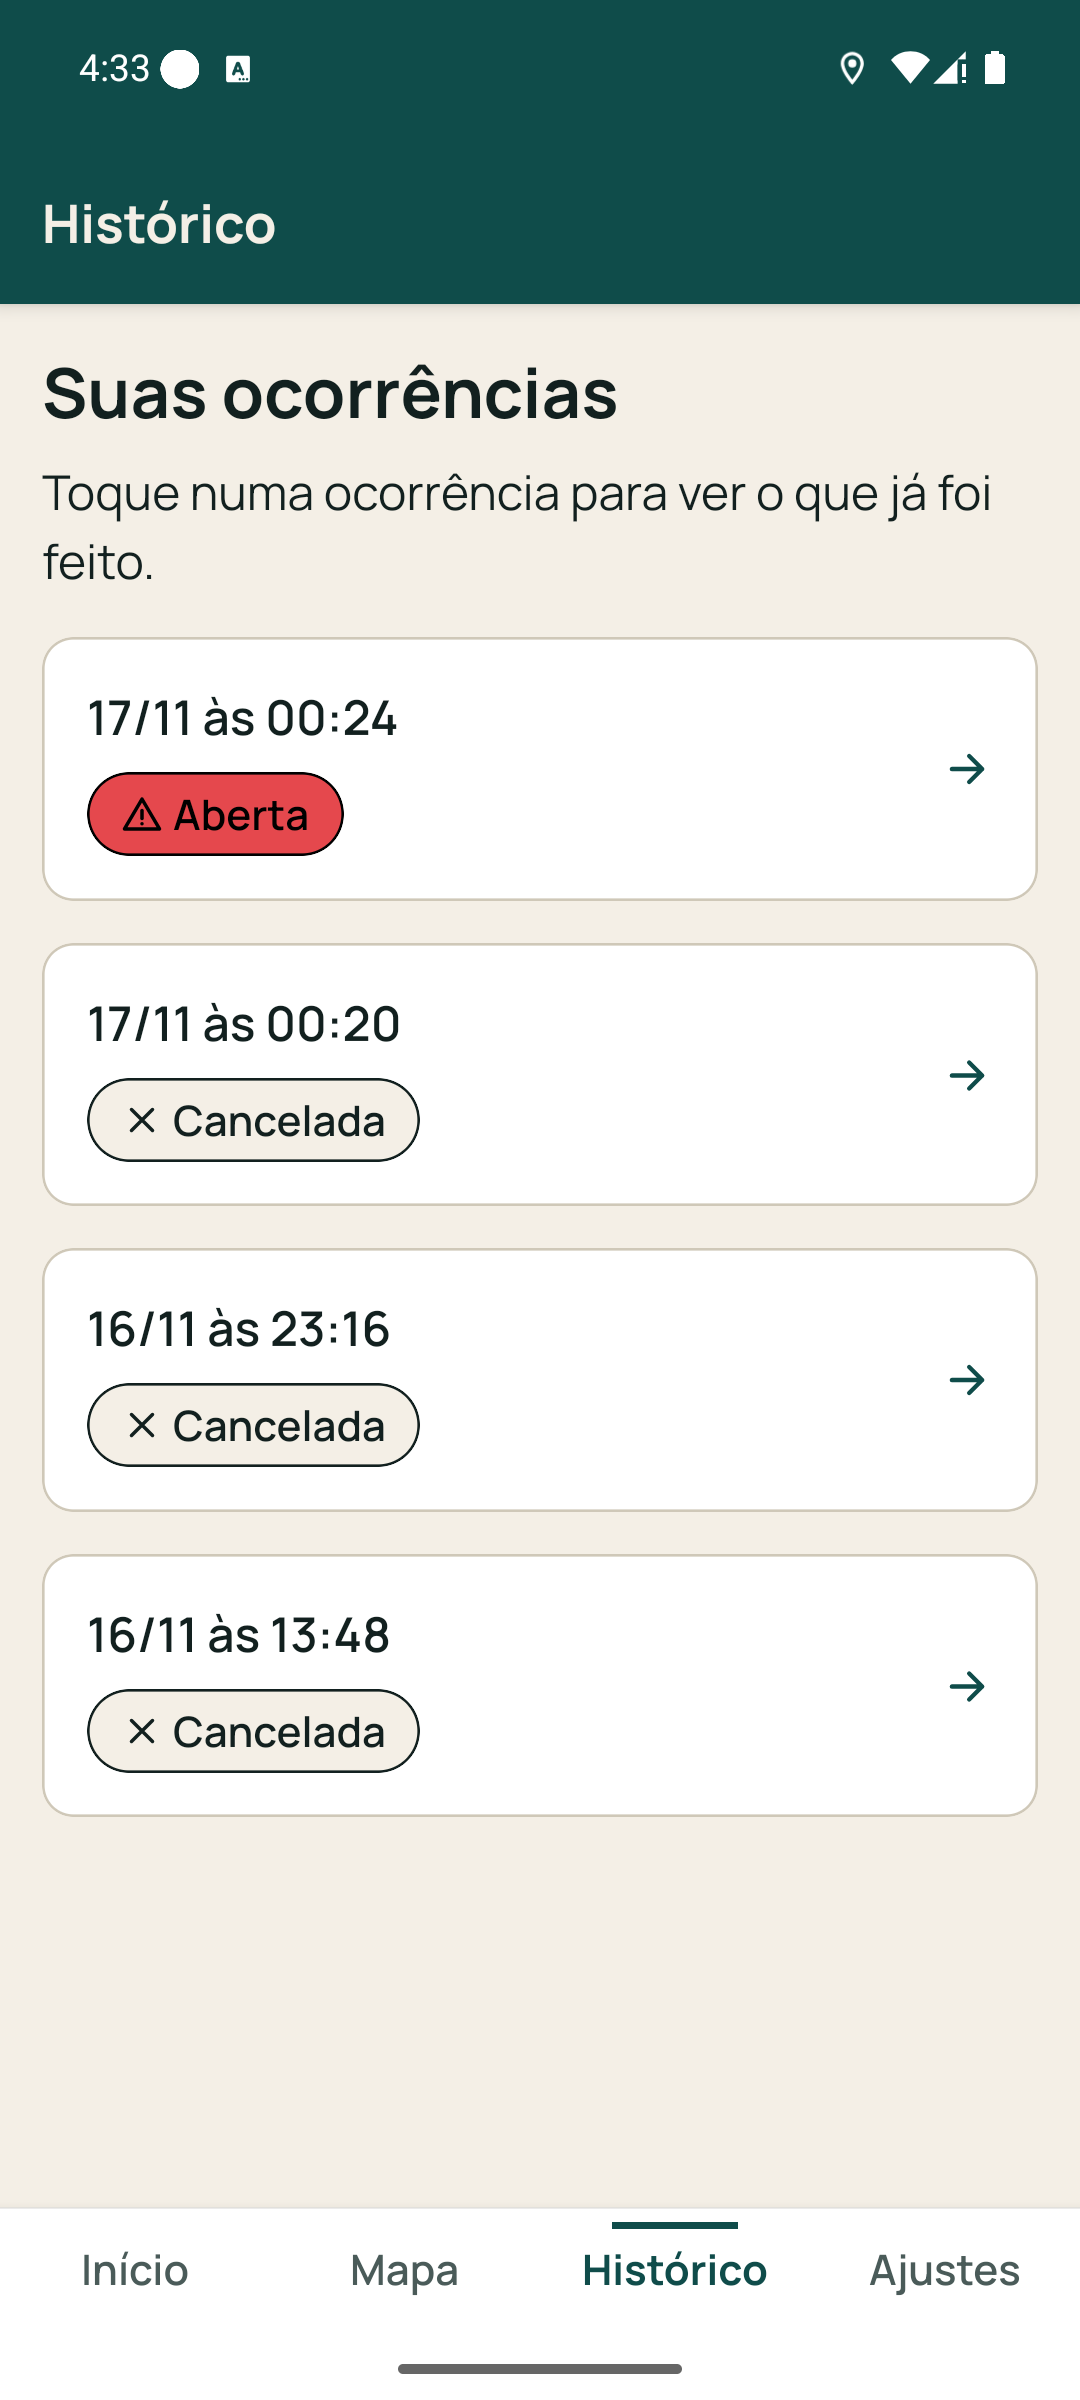 4:33
A
Histórico
Suas ocorrências
Toque numa ocorrência para ver o que já foi
feito.
17/11 às 00:24
Aberta
17/11 às 00:20
Cancelada
16/11 às 23:16
Cancelada
16/11 às 13:48
Cancelada
Início
Mapa
Histórico
Ajustes